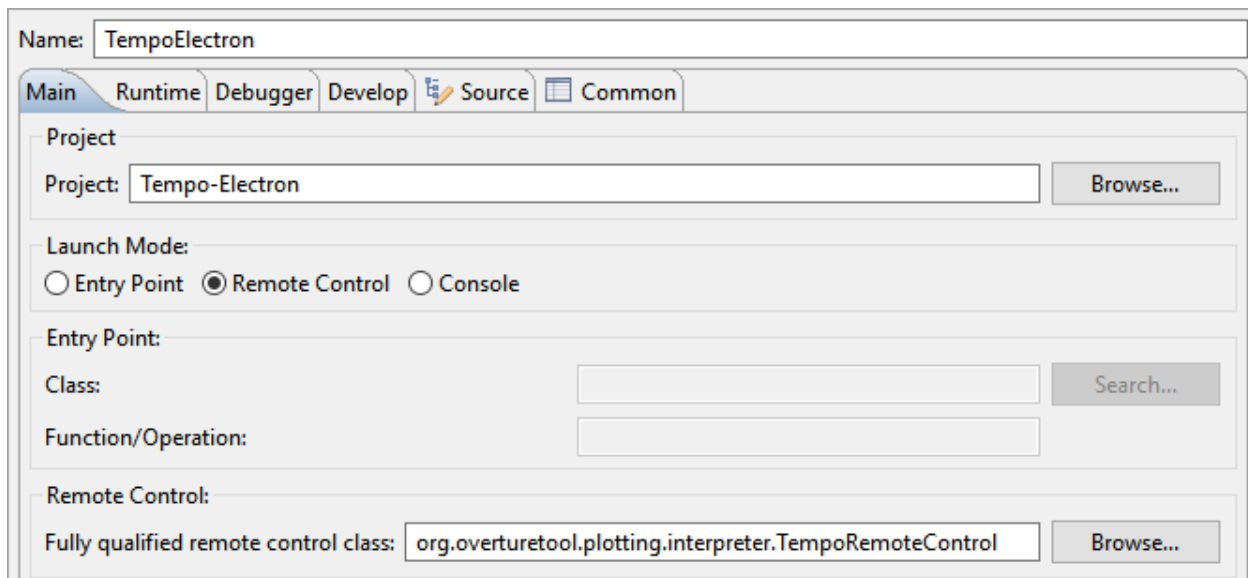 Name: TempoElectron
Main Runtime Debugger Develop Source Common
Project
Project: Tempo-Electron Browse...
Launch Mode:
Entry Point Remote Control Console
Entry Point:
Class: Search...
Function/Operation:
Remote Control:
Fully qualified remote control class: org.overturetool.plotting.interpreter.TempoRemoteControl Browse...